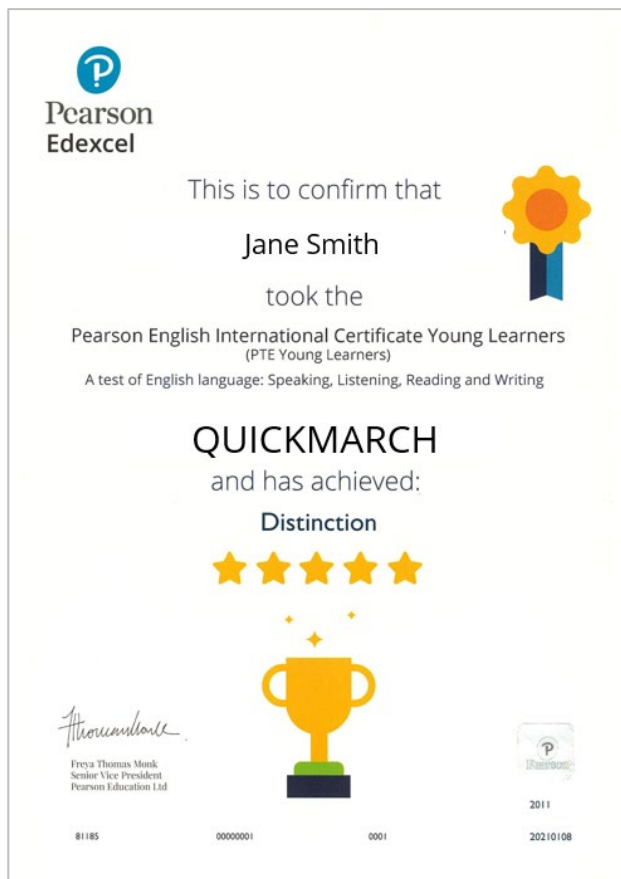 Pearson
Edexcel
This is to confirm that
Jane Smith
took the
Pearson English International Certificate Young Learners
(PTE Young Learners)
A test of English language: Speaking, Listening, Reading and Writing
QUICKMARCH
and has achieved:
Distinction
Freya Thomas Monk
Senior Vice President
Pearson Education Ltd
Pearson
2011
81185 00000001 0001 20210108